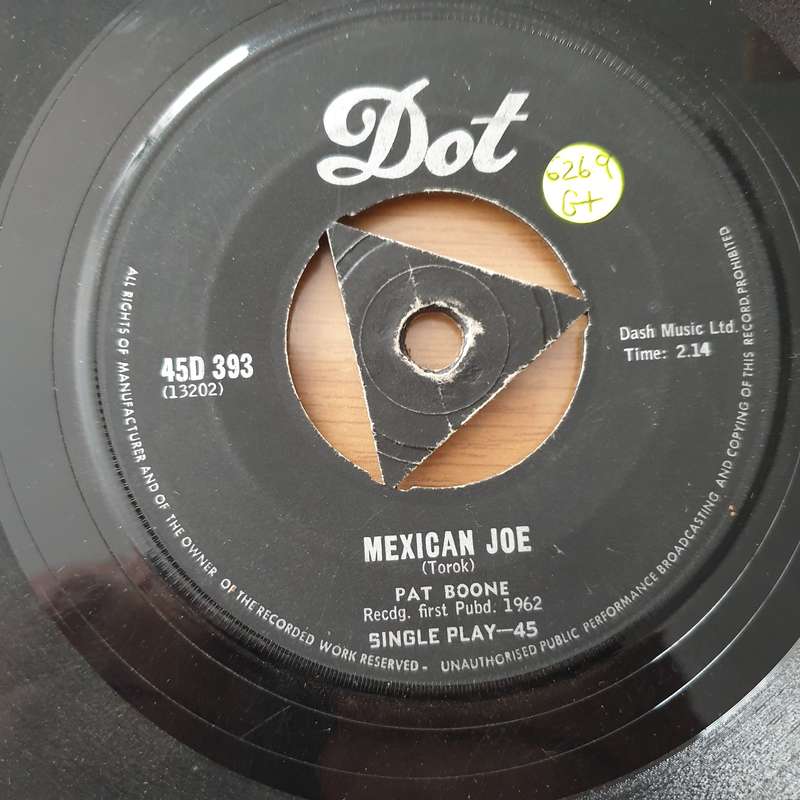 Dot
6269
G+
45D 393
(13202)
Dash Music Ltd.
Time: 2.14
MEXICAN JOE
(Torok)
PAT BOONE
Recdg. first Pubd. 1962
SINGLE PLAY—45
ALL RIGHTS OF MANUFACTURER AND OF THE OWNER OF THE RECORDED WORK RESERVED - UNAUTHORISED PUBLIC PERFORMANCE BROADCASTING AND COPYING OF THIS RECORD PROHIBITED